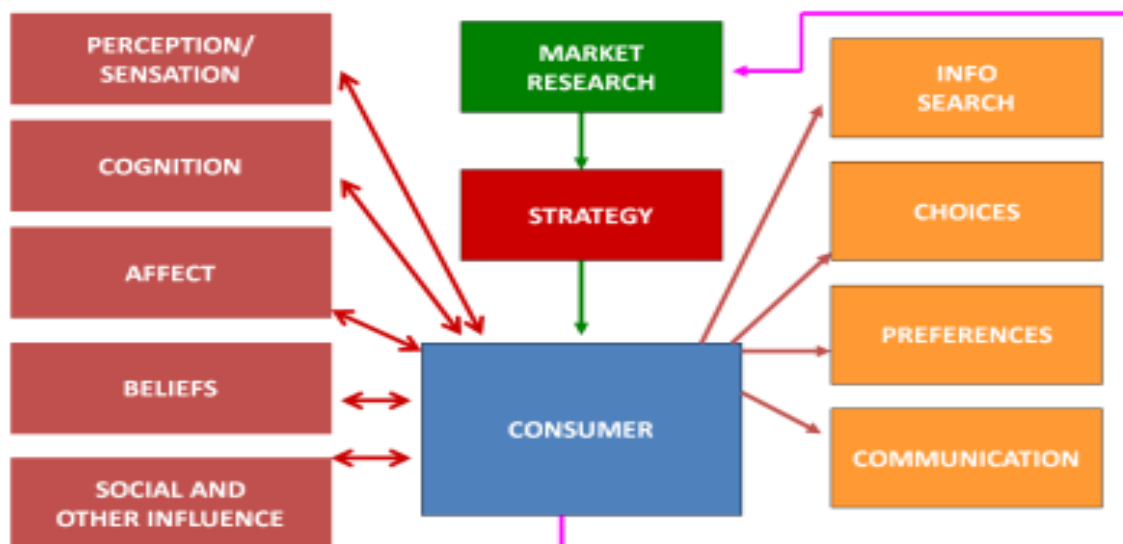 PERCEPTION/
SENSATION
COGNITION
AFFECT
BELIEFS
SOCIAL AND
OTHER INFLUENCE
MARKET
RESEARCH
STRATEGY
CONSUMER
INFO
SEARCH
CHOICES
PREFERENCES
COMMUNICATION